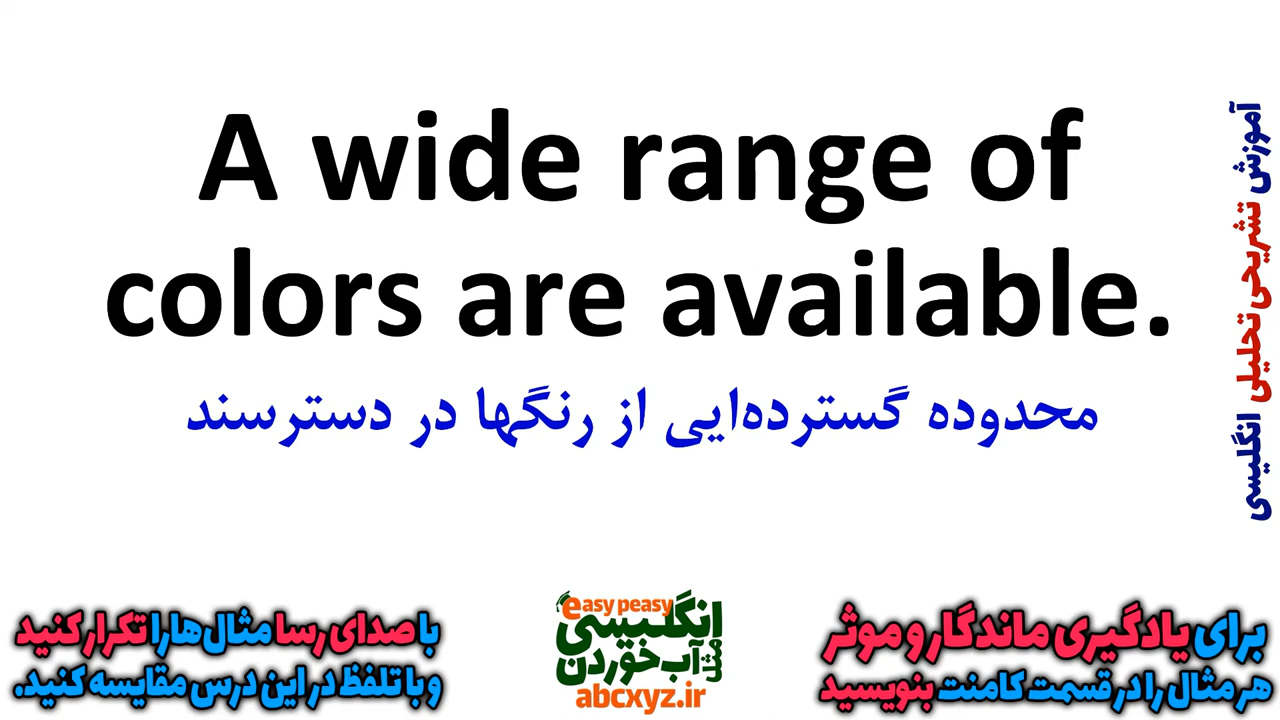 A wide range of
colors are available.
محدوده گسترده‌ایی از رنگها در دسترسند
آموزش تشریحی تحلیلی انگلیسی
برای یادگیری ماندگار و موثر
هر مثال را در قسمت کامنت بنویسید
easy peasy
انگلیسی
مثل آب خوردن
abcxyz.ir
با صدای رسا مثال‌ها را تکرار کنید
و با تلفظ در این درس مقایسه کنید.